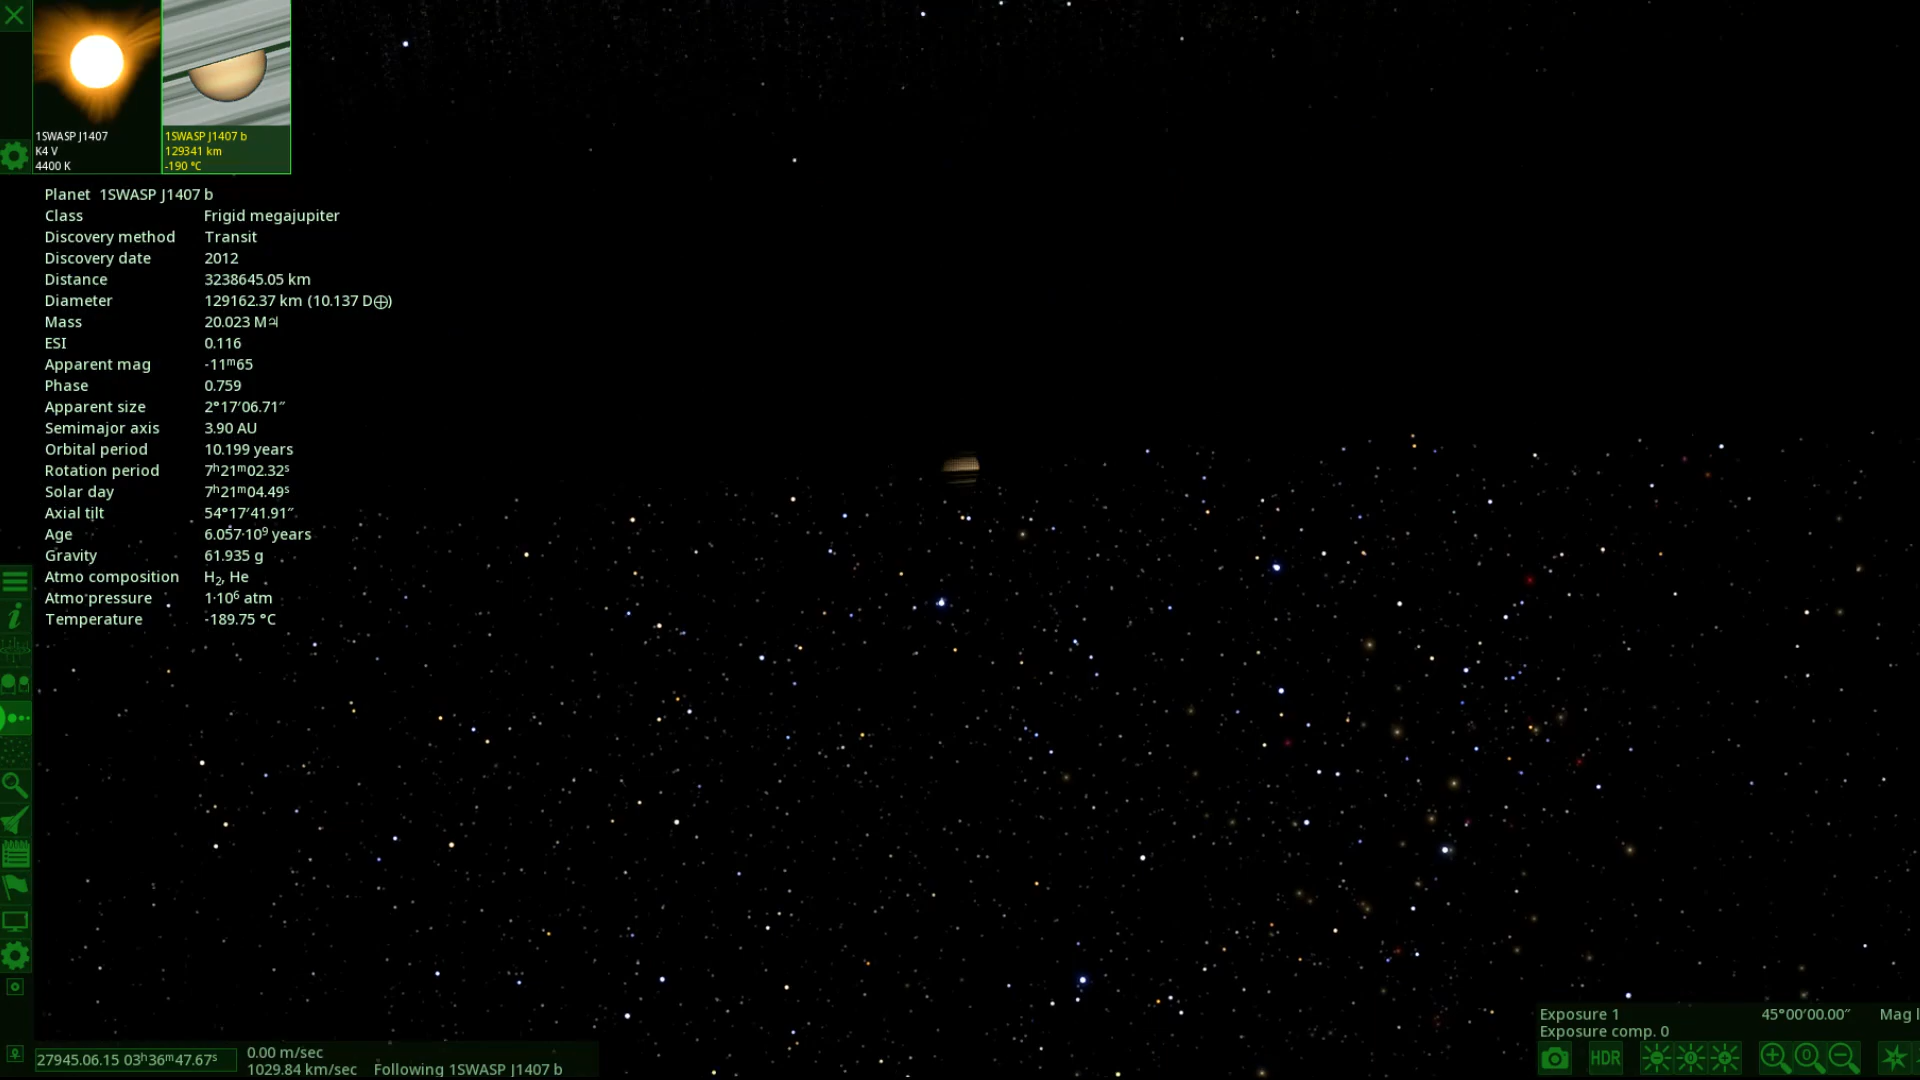 1SWASP J1407
K4 V
4400 K
1SWASP J1407 b
129341 km
-190 °C
Planet 1SWASP J1407 b
Class Frigid megajupiter
Discovery method Transit
Discovery date 2012
Distance 3238645.05 km
Diameter 129162.37 km (10.137 D⊕)
Mass 20.023 M♃
ESI 0.116
Apparent mag -11ᵐ65
Phase 0.759
Apparent size 2°17′06.71″
Semimajor axis 3.90 AU
Orbital period 10.199 years
Rotation period 7ʰ21ᵐ02.32ˢ
Solar day 7ʰ21ᵐ04.49ˢ
Axial tilt 54°17′41.91″
Age 6.057·10⁹ years
Gravity 61.935 g
Atmo composition H₂, He
Atmo pressure 1·10⁶ atm
Temperature -189.75 °C
27945.06.15 03ʰ36ᵐ47.67ˢ
0.00 m/sec
1029.84 km/sec Following 1SWASP J1407 b
Exposure 1 45°00′00.00″ Mag
Exposure comp. 0
HDR